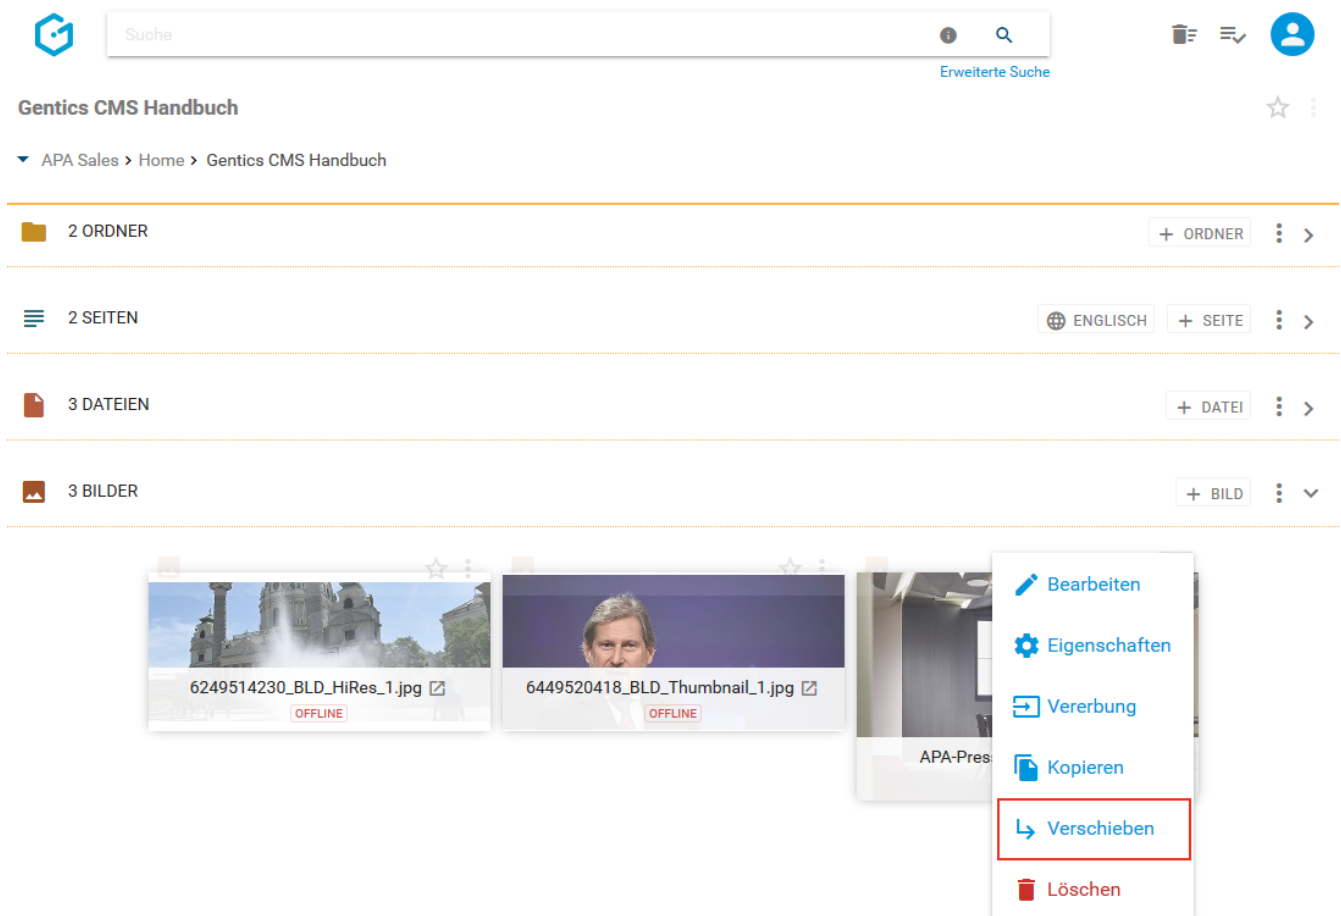 Suche
Erweiterte Suche
Gentics CMS Handbuch
APA Sales > Home > Gentics CMS Handbuch
2 ORDNER
+ ORDNER
2 SEITEN
ENGLISCH
+ SEITE
3 DATEIEN
+ DATEI
3 BILDER
+ BILD
6249514230_BLD_HiRes_1.jpg
OFFLINE
6449520418_BLD_Thumbnail_1.jpg
OFFLINE
APA-Pres
Bearbeiten
Eigenschaften
Vererbung
Kopieren
Verschieben
Löschen